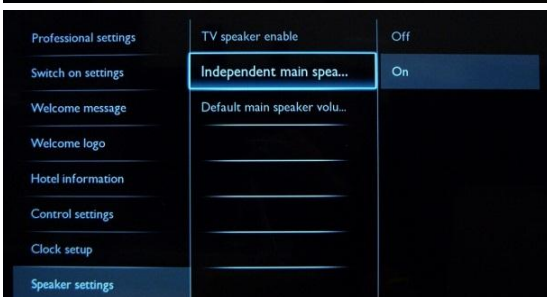 Professional settings
Switch on settings
Welcome message
Welcome logo
Hotel information
Control settings
Clock setup
Speaker settings
TV speaker enable
Independent main spea...
Default main speaker volu...
Off
On